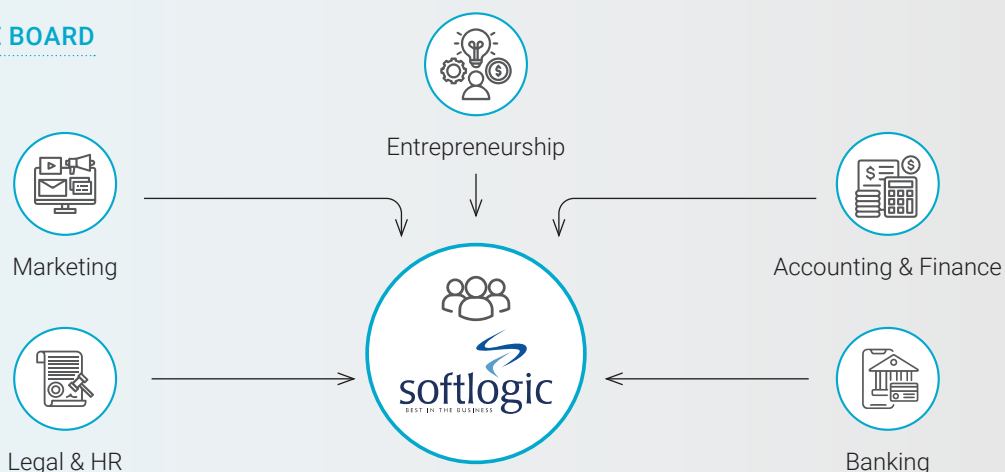 BOARD
Entrepreneurship
Marketing
Accounting & Finance
softlogic
BEST IN THE BUSINESS
Legal & HR
Banking